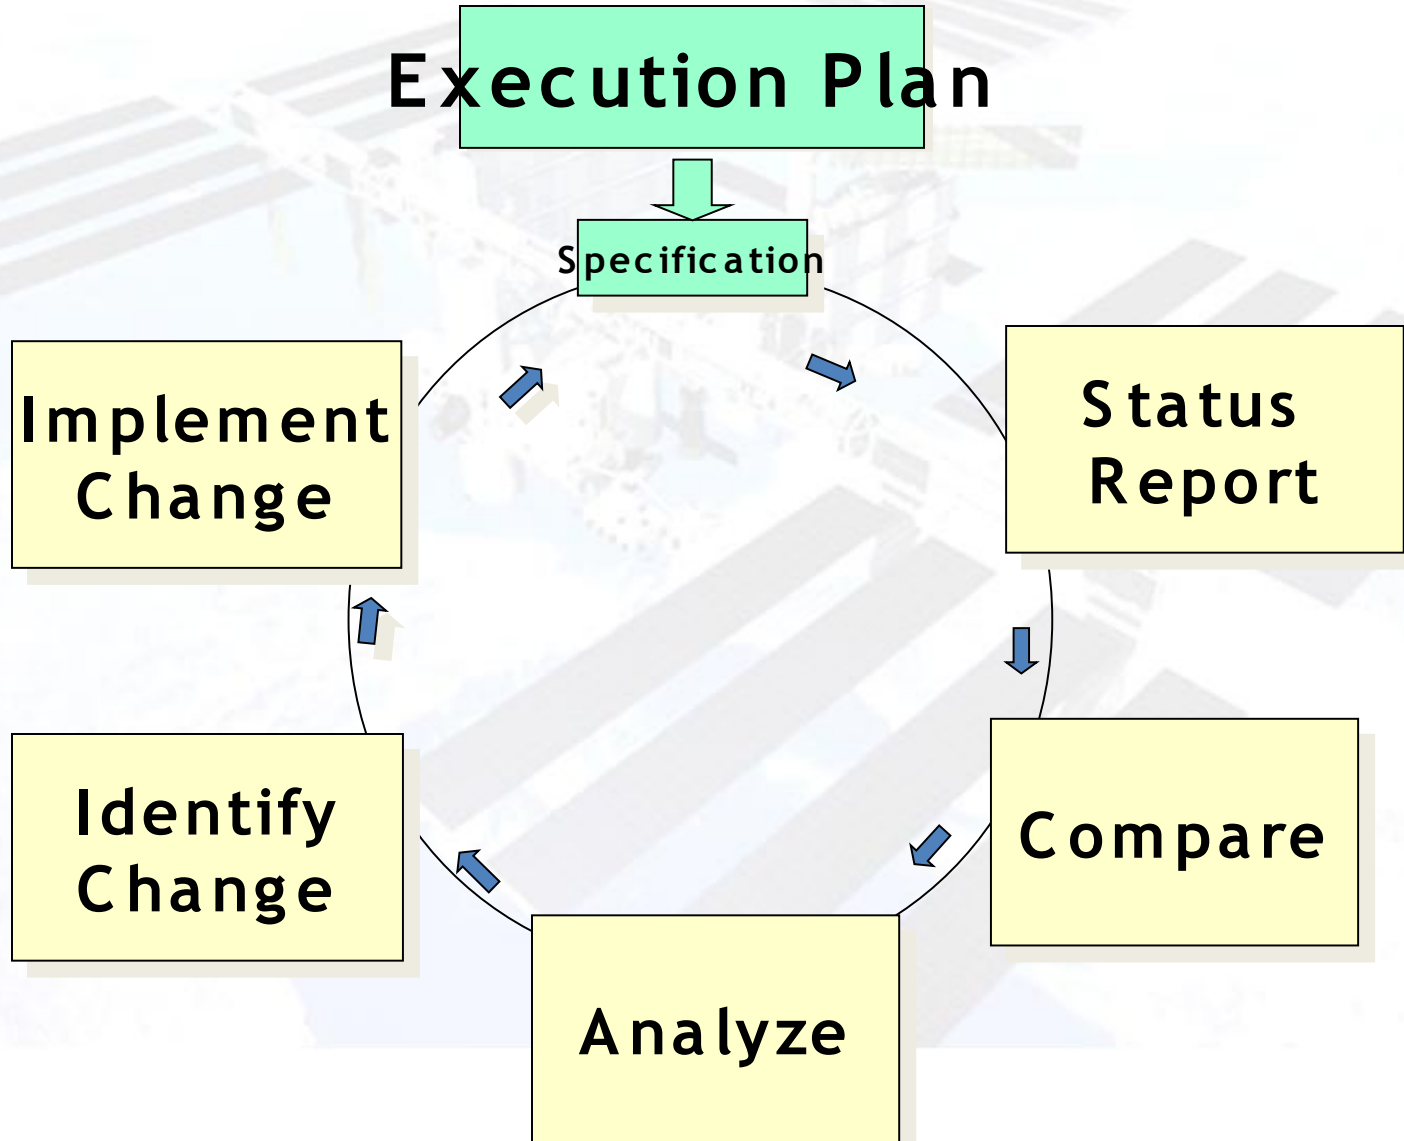 Execution Plan
Specification
Status
Report
Compare
Analyze
Identify
Change
Implement
Change